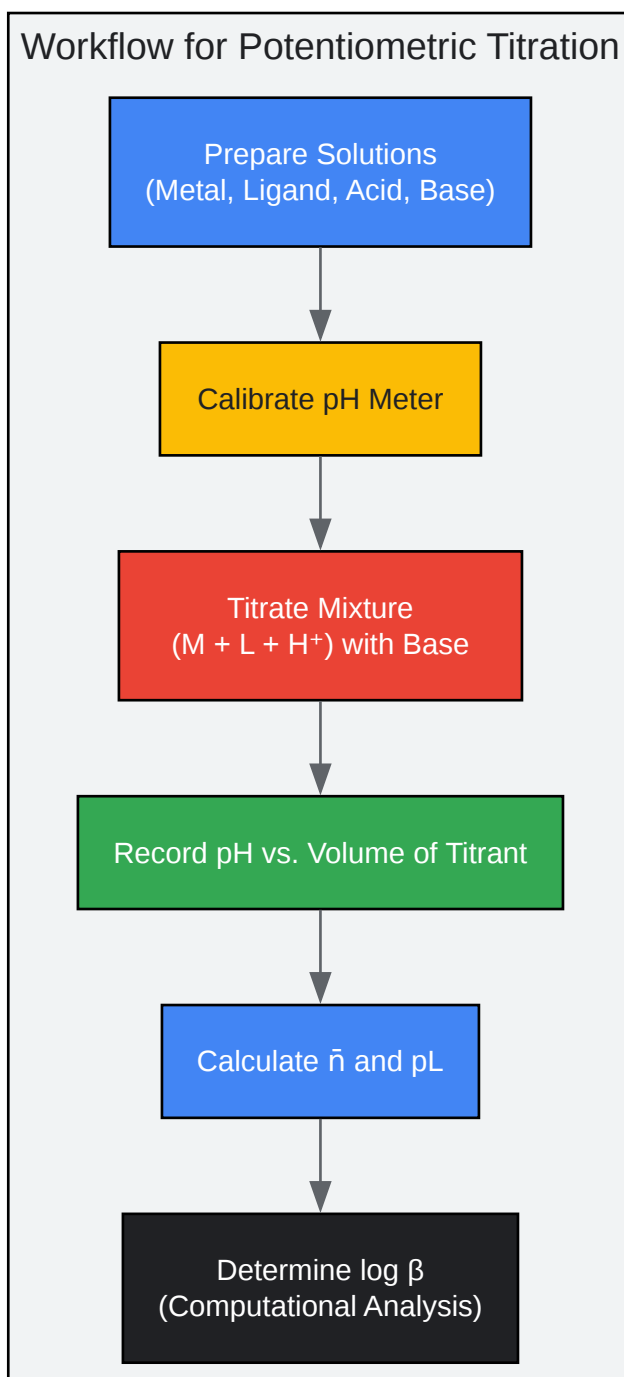 Workflow for Potentiometric Titration
Prepare Solutions
(Metal, Ligand, Acid, Base)
Calibrate pH Meter
Titrate Mixture
(M + L + H⁺) with Base
Record pH vs. Volume of Titrant
Calculate n̄ and pL
Determine log β
(Computational Analysis)